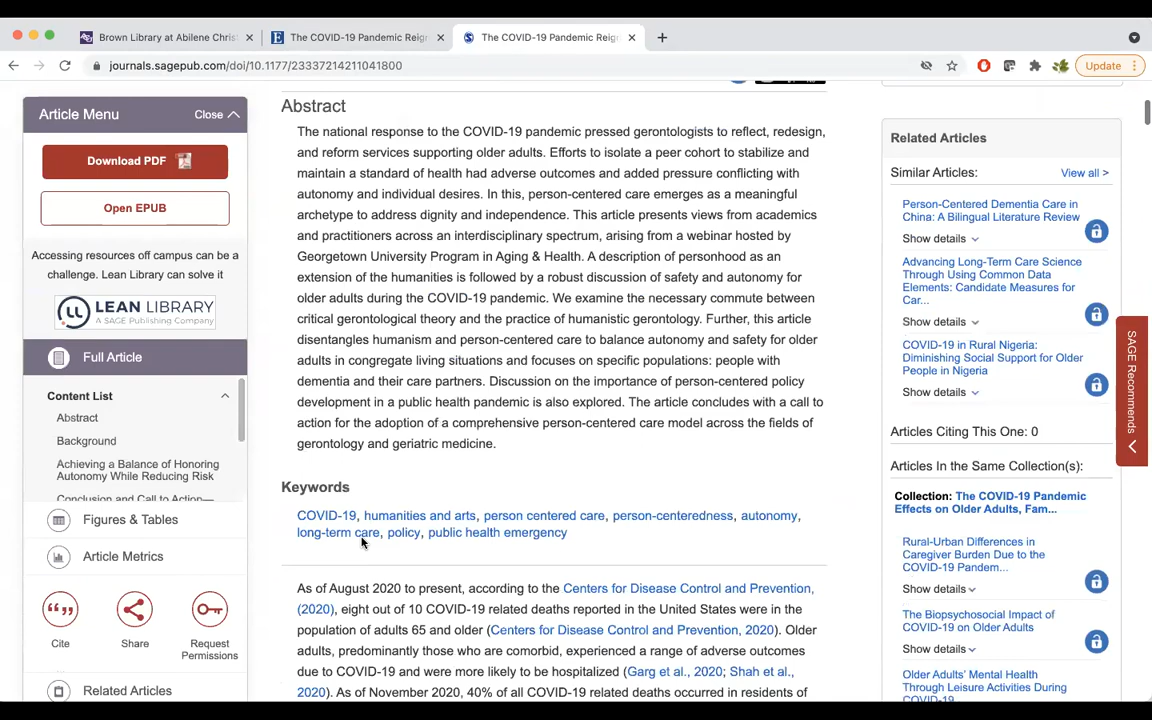 Brown Library at Abilene Christ
The COVID-19 Pandemic Reign
The COVID-19 Pandemic Reig
journals.sagepub.com/doi/10.1177/23337214211041800
Update
Article Menu
Close
Download PDF
Open EPUB
Accessing resources off campus can be a
challenge. Lean Library can solve it
LEAN LIBRARY
A SAGE Publishing Company
Full Article
Content List
Abstract
Background
Achieving a Balance of Honoring
Autonomy While Reducing Risk
Conclusion and Call to Action—
Figures & Tables
Article Metrics
Cite
Share
Request
Permissions
Related Articles
Abstract
The national response to the COVID-19 pandemic pressed gerontologists to reflect, redesign,
and reform services supporting older adults. Efforts to isolate a peer cohort to stabilize and
maintain a standard of health had adverse outcomes and added pressure conflicting with
autonomy and individual desires. In this, person-centered care emerges as a meaningful
archetype to address dignity and independence. This article presents views from academics
and practitioners across an interdisciplinary spectrum, arising from a webinar hosted by
Georgetown University Program in Aging & Health. A description of personhood as an
extension of the humanities is followed by a robust discussion of safety and autonomy for
older adults during the COVID-19 pandemic. We examine the necessary commute between
critical gerontological theory and the practice of humanistic gerontology. Further, this article
disentangles humanism and person-centered care to balance autonomy and safety for older
adults in congregate living situations and focuses on specific populations: people with
dementia and their care partners. Discussion on the importance of person-centered policy
development in a public health pandemic is also explored. The article concludes with a call to
action for the adoption of a comprehensive person-centered care model across the fields of
gerontology and geriatric medicine.
Keywords
COVID-19, humanities and arts, person centered care, person-centeredness, autonomy,
long-term care, policy, public health emergency
As of August 2020 to present, according to the Centers for Disease Control and Prevention,
(2020), eight out of 10 COVID-19 related deaths reported in the United States were in the
population of adults 65 and older (Centers for Disease Control and Prevention, 2020). Older
adults, predominantly those who are comorbid, experienced a range of adverse outcomes
due to COVID-19 and were more likely to be hospitalized (Garg et al., 2020; Shah et al.,
2020). As of November 2020, 40% of all COVID-19 related deaths occurred in residents of
Related Articles
Similar Articles:
View all >
Person-Centered Dementia Care in
China: A Bilingual Literature Review
Show details
Advancing Long-Term Care Science
Through Using Common Data
Elements: Candidate Measures for
Car...
Show details
COVID-19 in Rural Nigeria:
Diminishing Social Support for Older
People in Nigeria
Show details
Articles Citing This One: 0
Articles In the Same Collection(s):
Collection: The COVID-19 Pandemic
Effects on Older Adults, Fam...
Rural-Urban Differences in
Caregiver Burden Due to the
COVID-19 Pandem...
Show details
The Biopsychosocial Impact of
COVID-19 on Older Adults
Show details
Older Adults' Mental Health
Through Leisure Activities During
COVID-19
SAGE Recommends